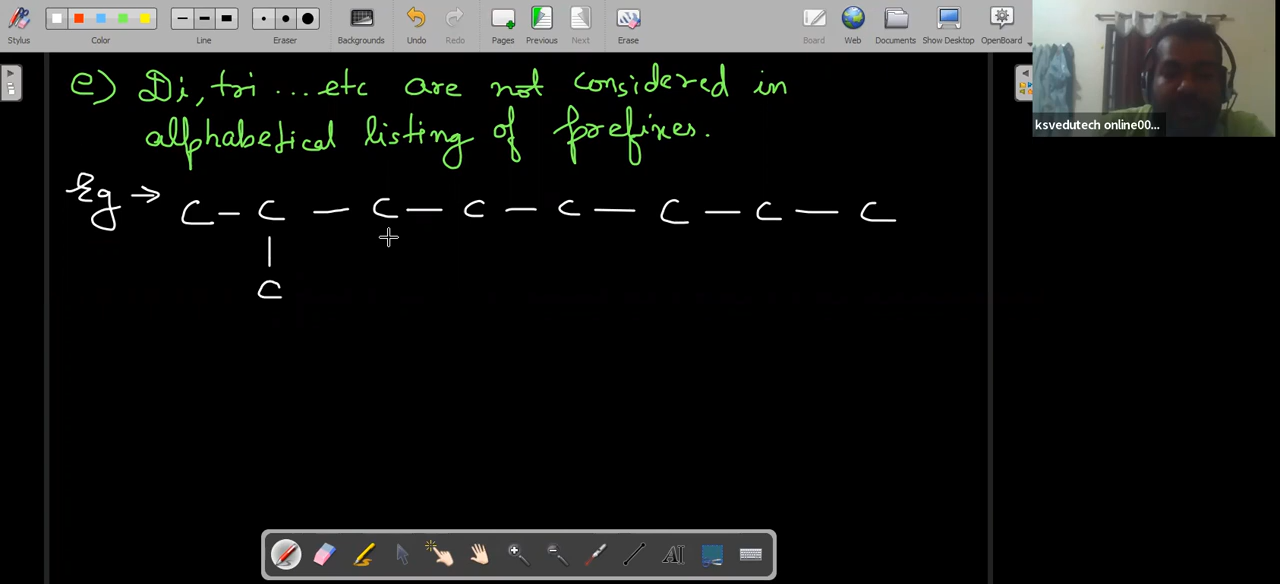 Stylus Color Line Eraser Backgrounds Undo Redo Pages Previous Next Erase Board Web Documents Show Desktop OpenBoard
ksvedutech online00...
e) Di, tri ... etc are not considered in
alphabetical listing of prefixes.
Eg → C – C – C – C – C – C – C – C
|
C
AI